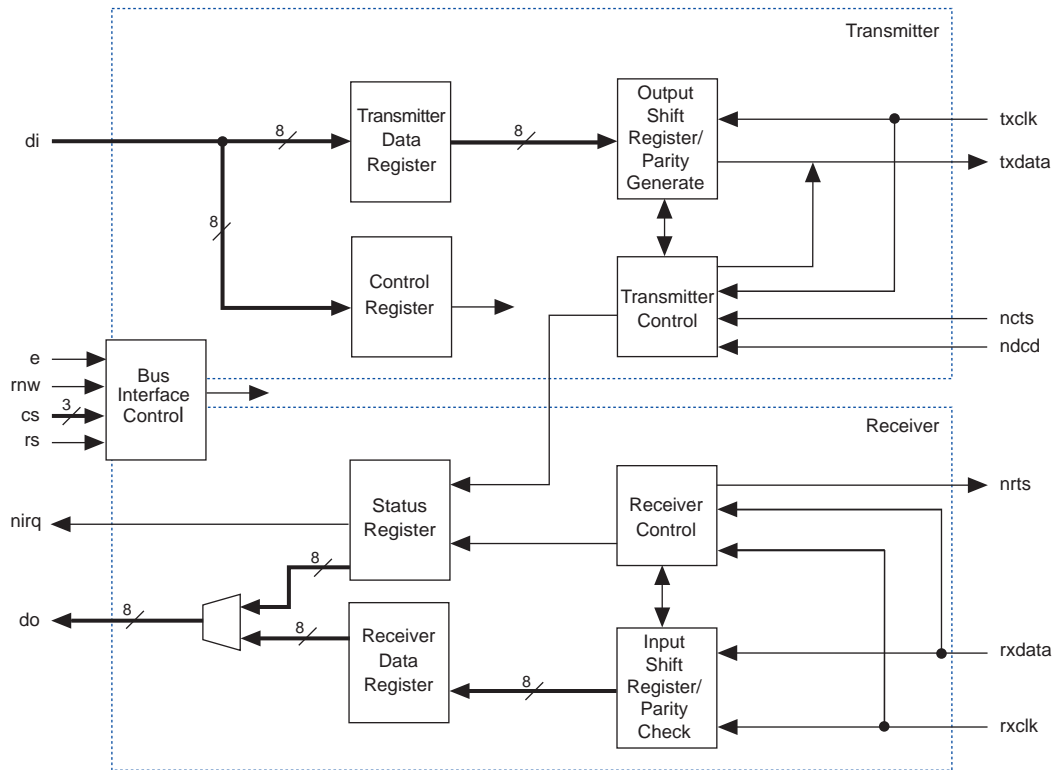 Transmitter
di
8
Transmitter
Data
Register
8
Output
Shift
Register/
Parity
Generate
txclk
txdata
8
Control
Register
Transmitter
Control
ncts
ndcd
e
rnw
cs
3
rs
Bus
Interface
Control
Receiver
nirq
Status
Register
Receiver
Control
nrts
8
do
8
8
Receiver
Data
Register
8
Input
Shift
Register/
Parity
Check
rxdata
rxclk